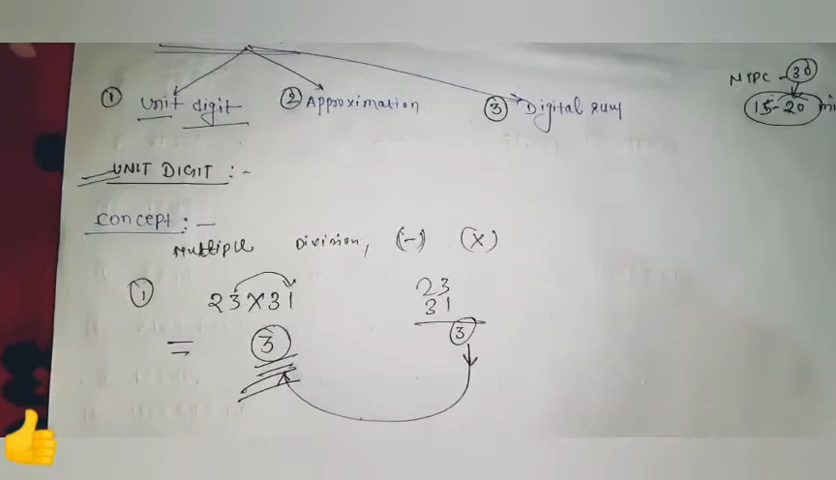 NTPC - 30
① Unit digit ② Approximation ③ Digital sum
15-20 min
UNIT DIGIT :-
Concept :-
Multiple Division, (-) (X)
① 23X31 23
31
= 3 3